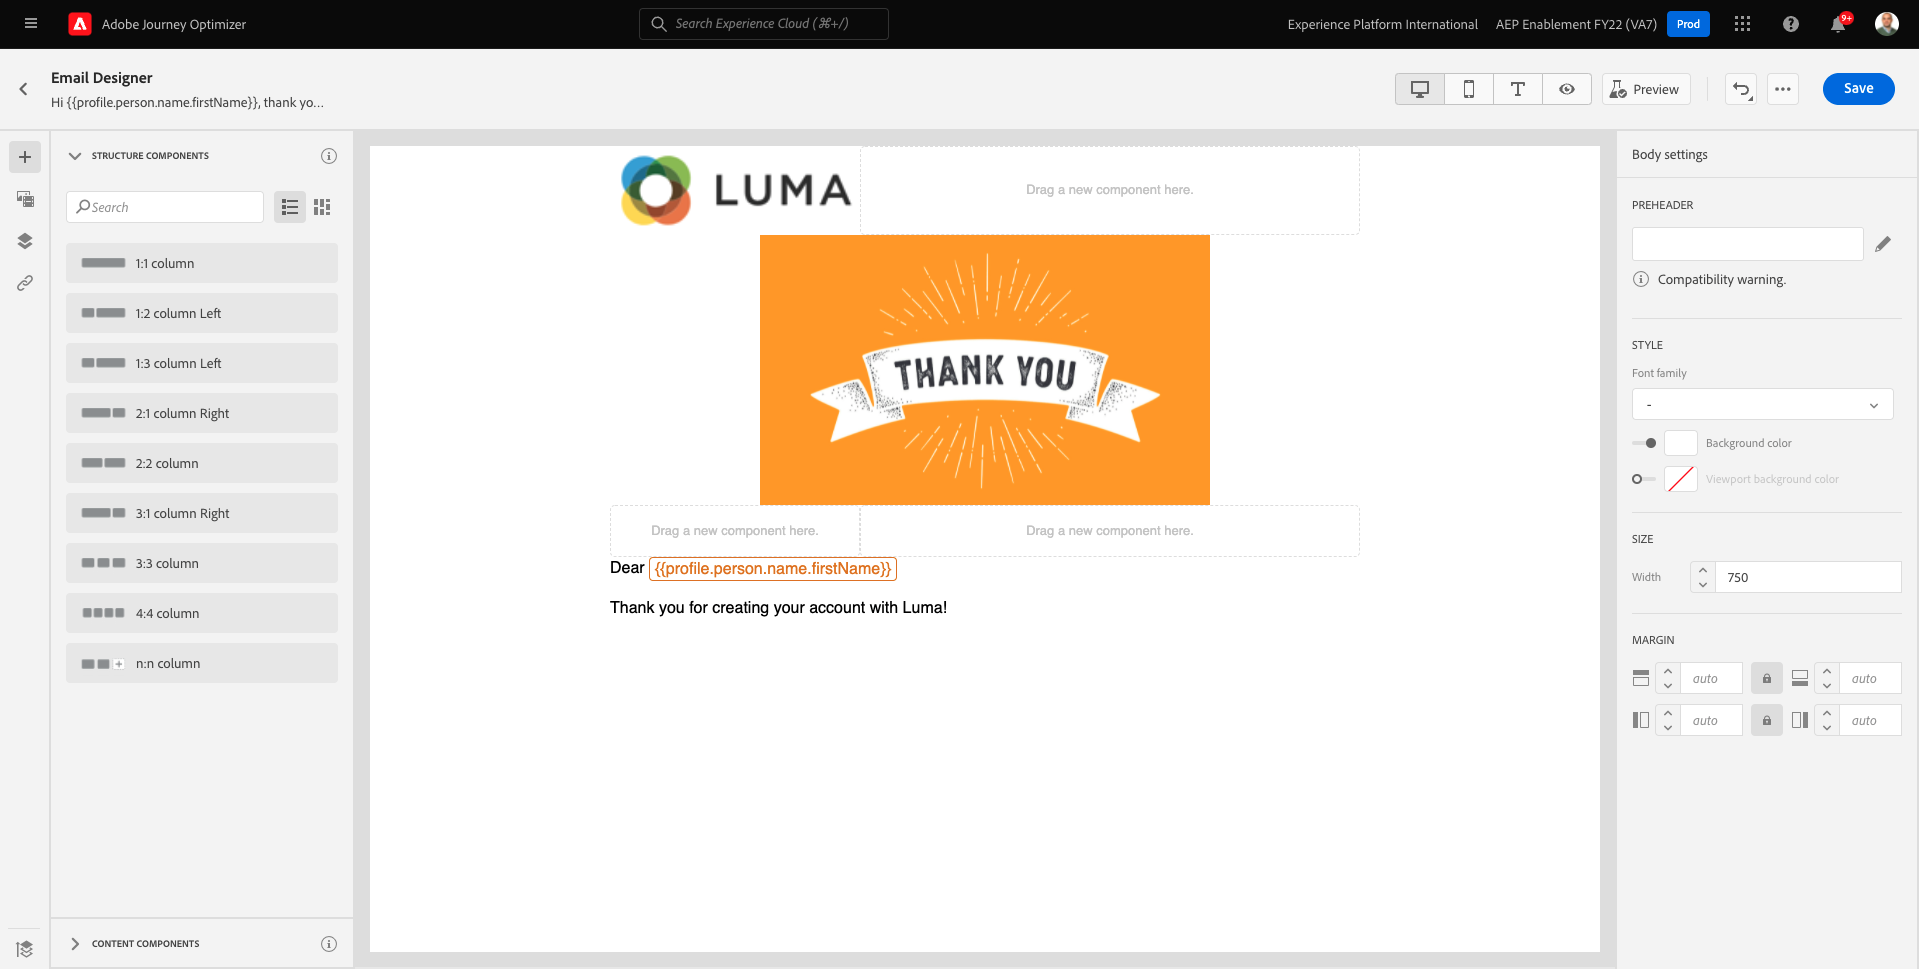 Adobe Journey Optimizer
Search Experience Cloud (⌘+/)
Experience Platform International
AEP Enablement FY22 (VA7)
Prod
9+
Email Designer
Hi {{profile.person.name.firstName}}, thank yo...
Preview
Save
STRUCTURE COMPONENTS
Search
1:1 column
1:2 column Left
1:3 column Left
2:1 column Right
2:2 column
3:1 column Right
3:3 column
4:4 column
n:n column
CONTENT COMPONENTS
LUMA
Drag a new component here.
THANK YOU
Drag a new component here.
Drag a new component here.
Dear {{profile.person.name.firstName}}
Thank you for creating your account with Luma!
Body settings
PREHEADER
Compatibility warning.
STYLE
Font family
-
Background color
Viewport background color
SIZE
Width
750
MARGIN
auto
auto
auto
auto